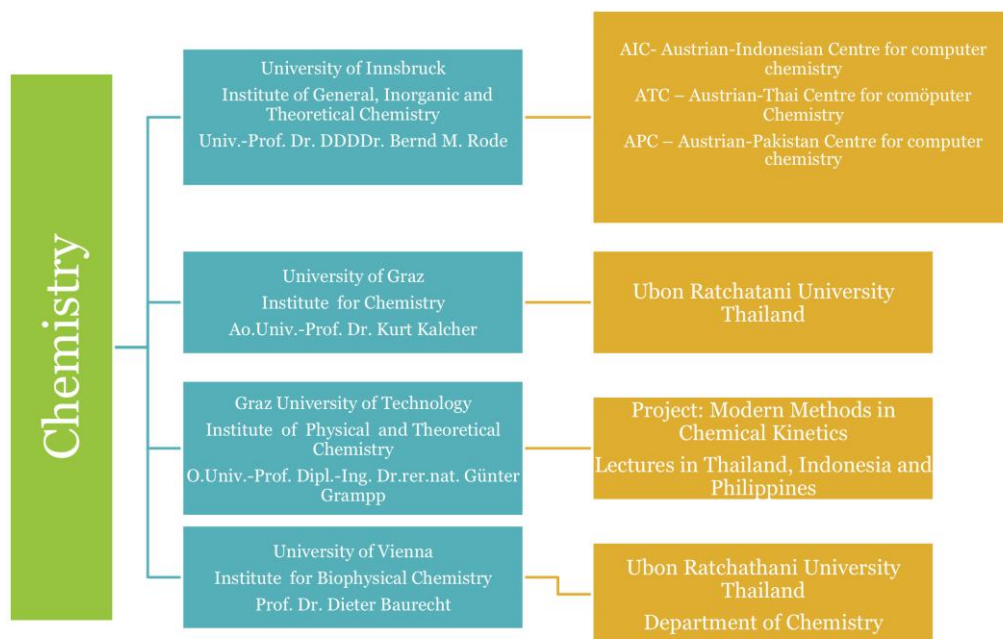 Chemistry
University of Innsbruck
Institute of General, Inorganic and
Theoretical Chemistry
Univ.-Prof. Dr. DDDDr. Bernd M. Rode
AIC- Austrian-Indonesian Centre for computer
chemistry
ATC – Austrian-Thai Centre for comöputer
Chemistry
APC – Austrian-Pakistan Centre for computer
chemistry
University of Graz
Institute for Chemistry
Ao.Univ.-Prof. Dr. Kurt Kalcher
Ubon Ratchatani University
Thailand
Graz University of Technology
Institute of Physical and Theoretical
Chemistry
O.Univ.-Prof. Dipl.-Ing. Dr.rer.nat. Günter
Grampp
Project: Modern Methods in
Chemical Kinetics
Lectures in Thailand, Indonesia and
Philippines
University of Vienna
Institute for Biophysical Chemistry
Prof. Dr. Dieter Baurecht
Ubon Ratchathani University
Thailand
Department of Chemistry